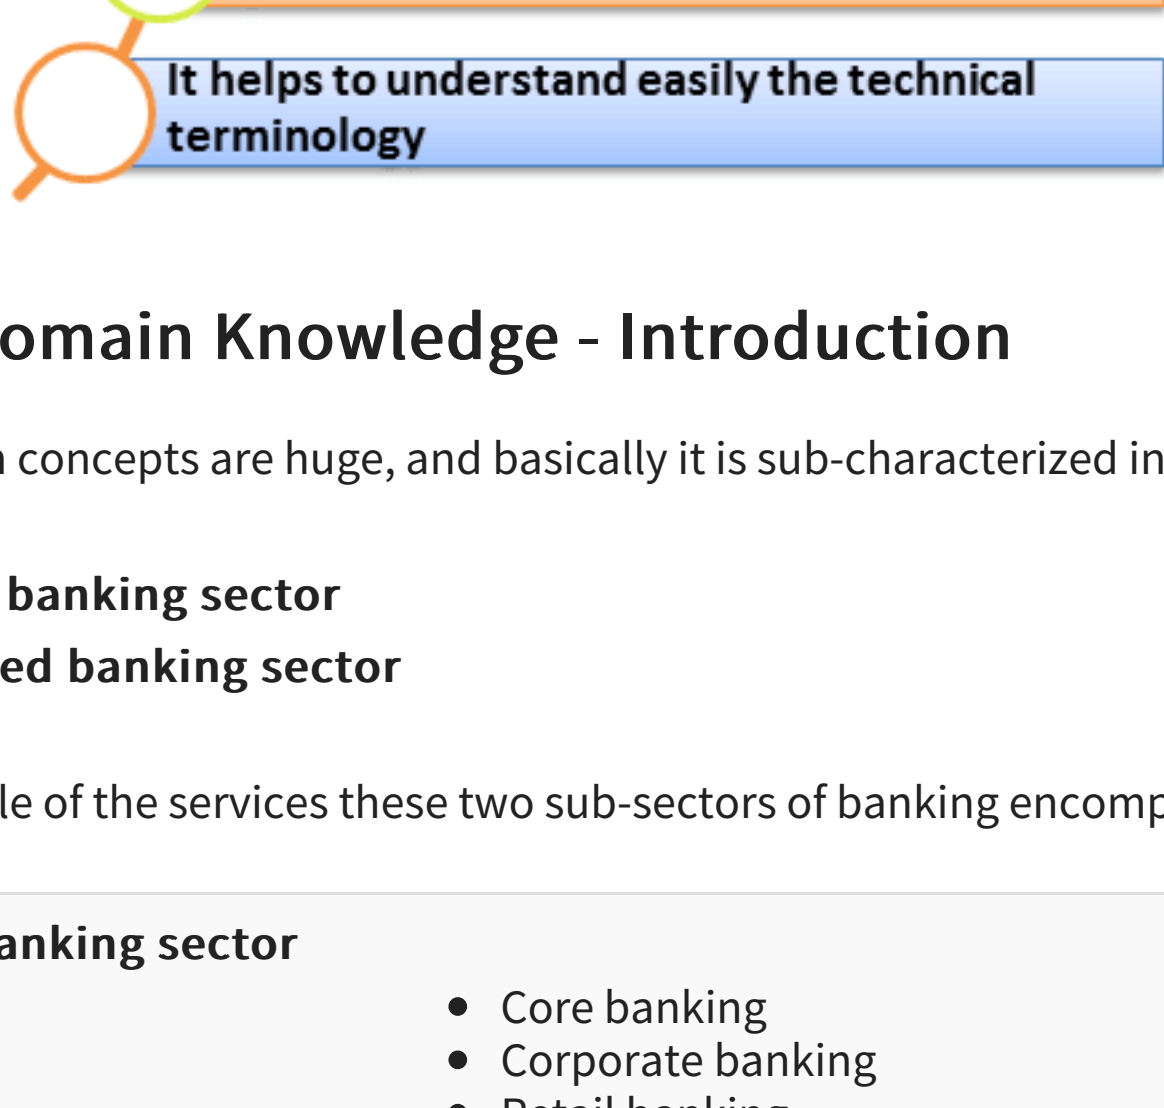 It helps to understand easily the technical
terminology
omain Knowledge - Introduction
concepts are huge, and basically it is sub-characterized in
banking sector
ed banking sector
le of the services these two sub-sectors of banking encomp
anking sector
• Core banking
• Corporate banking
• Retail banking